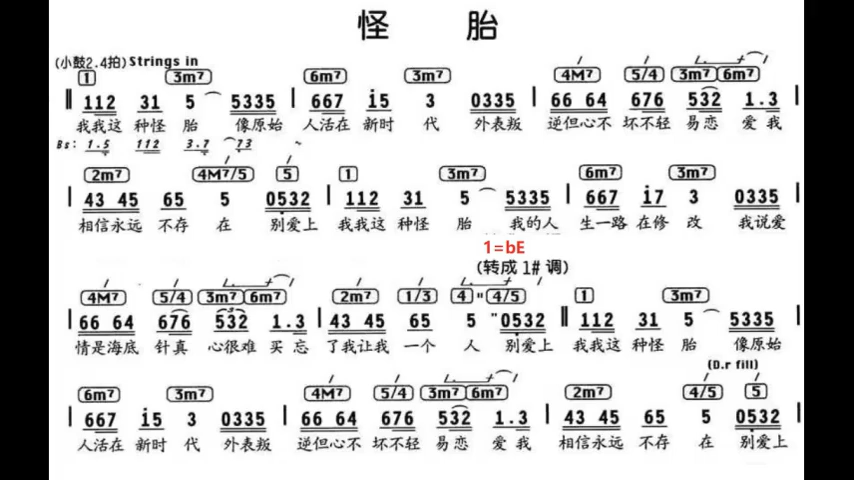 怪 胎
(小鼓2.4拍) Strings in
1 3m7 6m7 3m7 4M7 5/4 3m7 6m7
112 31 5 5335 667 i5 3 0335 66 64 676 532 1.3
我我这 种怪 胎 像原始 人活在 新时 代 外表叛 逆但心不 坏不轻 易恋 爱我
Bs: 1.5 112 3.7 73
2m7 4M7/5 5 1 3m7 6m7 3m7
43 45 65 5 0532 112 31 5 5335 667 i7 3 0335
相信永远 不存 在 别爱上 我我这 种怪 胎 我的人 生一路 在修 改 我说爱
1=bE
(转成 1# 调)
4M7 5/4 3m7 6m7 2m7 1/3 4 " 4/5 1 3m7
66 64 676 532 1.3 43 45 65 5 "0532 112 31 5 5335
情是海底 针真 心很难 买忘 了我让我 一个 人 别爱上 我我这 种怪 胎 像原始
(D.r fill)
6m7 3m7 4M7 5/4 3m7 6m7 2m7 4/5 5
667 i5 3 0335 66 64 676 532 1.3 43 45 65 5 0532
人活在 新时 代 外表叛 逆但心不 坏不轻 易恋 爱我 相信永远 不存 在 别爱上